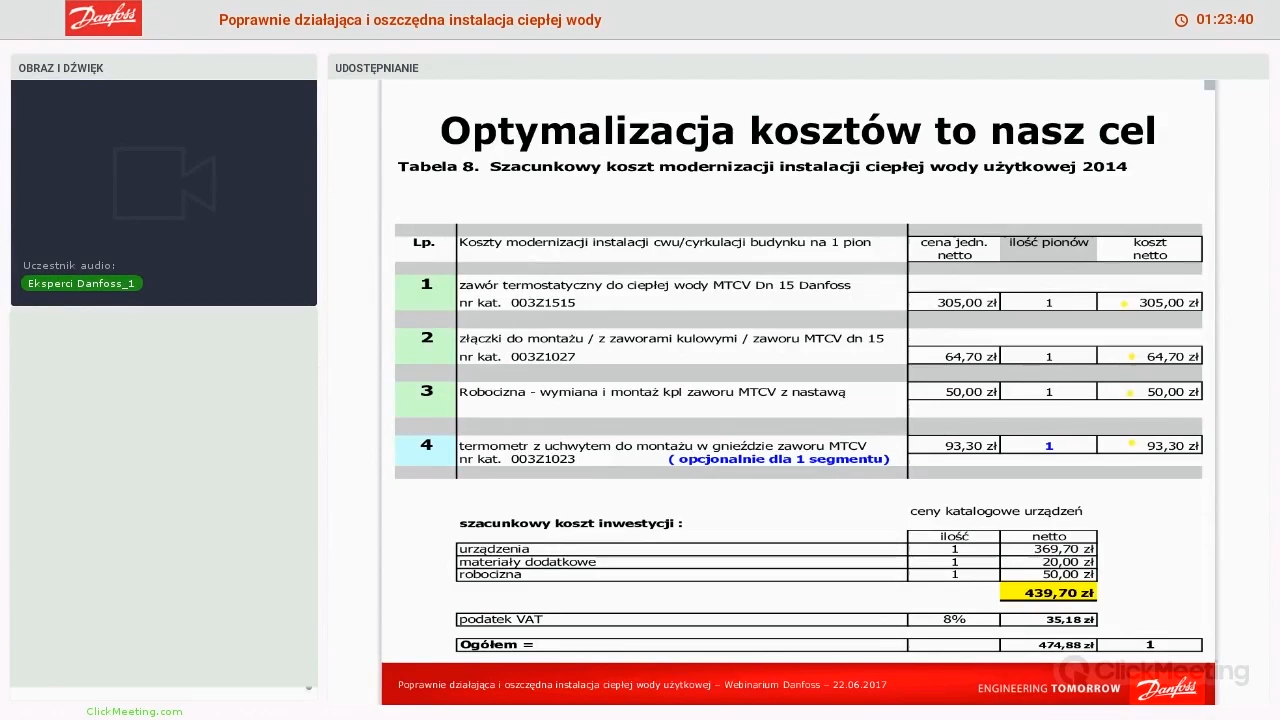 Danfoss
Poprawnie działająca i oszczędna instalacja ciepłej wody
01:23:40
OBRAZ I DŹWIĘK
UDOSTĘPNIANIE
Uczestnik audio:
Eksperci Danfoss_1
Optymalizacja kosztów to nasz cel
Tabela 8. Szacunkowy koszt modernizacji instalacji ciepłej wody użytkowej 2014
Lp. Koszty modernizacji instalacji cwu/cyrkulacji budynku na 1 pion cena jedn. netto ilość pionów koszt netto
1 zawór termostatyczny do ciepłej wody MTCV Dn 15 Danfoss
nr kat. 003Z1515 305,00 zł 1 305,00 zł
2 złączki do montażu / z zaworami kulowymi / zaworu MTCV dn 15
nr kat. 003Z1027 64,70 zł 1 64,70 zł
3 Robocizna - wymiana i montaż kpl zaworu MTCV z nastawą 50,00 zł 1 50,00 zł
4 termometr z uchwytem do montażu w gnieździe zaworu MTCV 93,30 zł 1 93,30 zł
nr kat. 003Z1023 ( opcjonalnie dla 1 segmentu)
ceny katalogowe urządzeń
szacunkowy koszt inwestycji :
ilość netto
urządzenia 1 369,70 zł
materiały dodatkowe 1 20,00 zł
robocizna 1 50,00 zł
439,70 zł
podatek VAT 8% 35,18 zł
Ogółem = 474,88 zł 1
Poprawnie działająca i oszczędna instalacja ciepłej wody użytkowej – Webinarium Danfoss – 22.06.2017
ENGINEERING TOMORROW
Danfoss
ClickMeeting
ClickMeeting.com